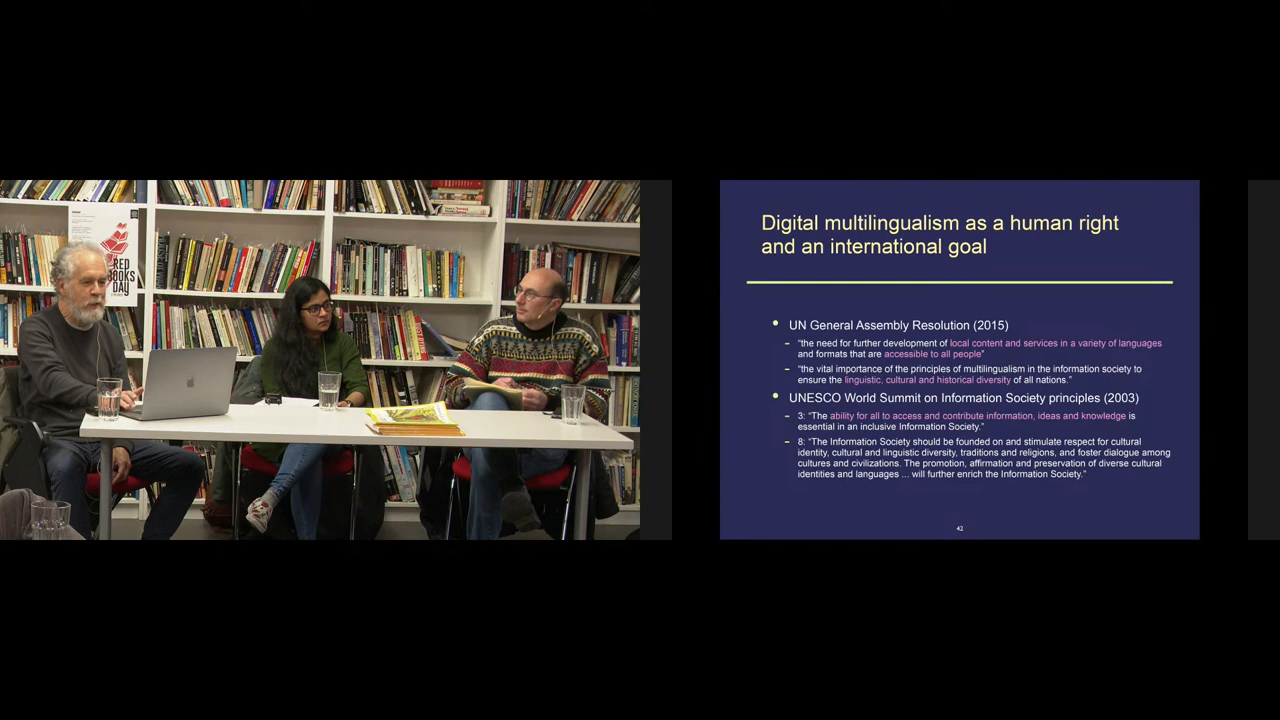 RED
BOOKS
DAY
Digital multilingualism as a human right
and an international goal
• UN General Assembly Resolution (2015)
– “the need for further development of local content and services in a variety of languages
and formats that are accessible to all people”
– “the vital importance of the principles of multilingualism in the information society to
ensure the linguistic, cultural and historical diversity of all nations.”
• UNESCO World Summit on Information Society principles (2003)
– 3: “The ability for all to access and contribute information, ideas and knowledge is
essential in an inclusive Information Society.”
– 8: “The Information Society should be founded on and stimulate respect for cultural
identity, cultural and linguistic diversity, traditions and religions, and foster dialogue among
cultures and civilizations. The promotion, affirmation and preservation of diverse cultural
identities and languages ... will further enrich the Information Society.”
42